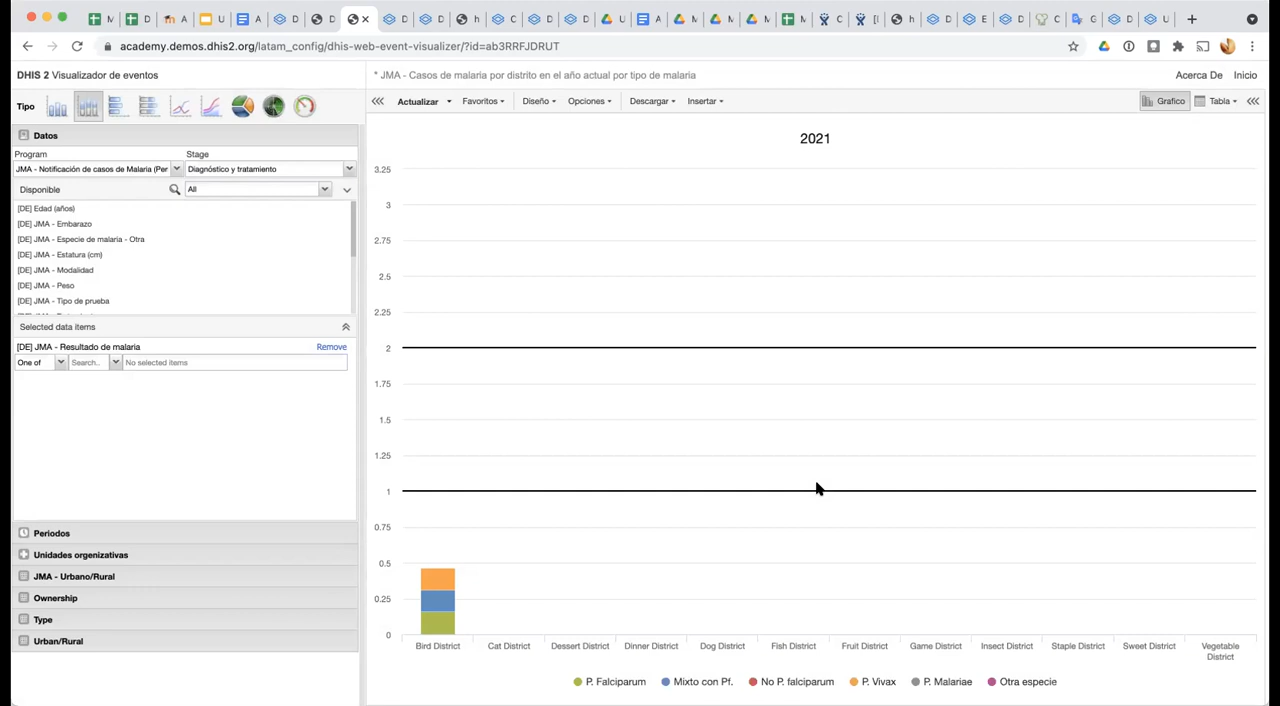 academy.demos.dhis2.org/latam_config/dhis-web-event-visualizer/?id=ab3RRFJDRUT
DHIS 2 Visualizador de eventos
* JMA - Casos de malaria por distrito en el año actual por tipo de malaria
Acerca De Inicio
Tipo
Actualizar Favoritos Diseño Opciones Descargar Insertar Grafico Tabla
Datos
Program Stage
JMA - Notificación de casos de Malaria (Per Diagnóstico y tratamiento
Disponible All
[DE] Edad (años)
[DE] JMA - Embarazo
[DE] JMA - Especie de malaria - Otra
[DE] JMA - Estatura (cm)
[DE] JMA - Modalidad
[DE] JMA - Peso
[DE] JMA - Tipo de prueba
Selected data items
[DE] JMA - Resultado de malaria Remove
One of Search.. No selected items
Periodos
Unidades organizativas
JMA - Urbano/Rural
Ownership
Type
Urban/Rural
2021
3.25
3
2.75
2.5
2.25
2
1.75
1.5
1.25
1
0.75
0.5
0.25
0
Bird District Cat District Dessert District Dinner District Dog District Fish District Fruit District Game District Insect District Staple District Sweet District Vegetable District
P. Falciparum Mixto con Pf. No P. falciparum P. Vivax P. Malariae Otra especie